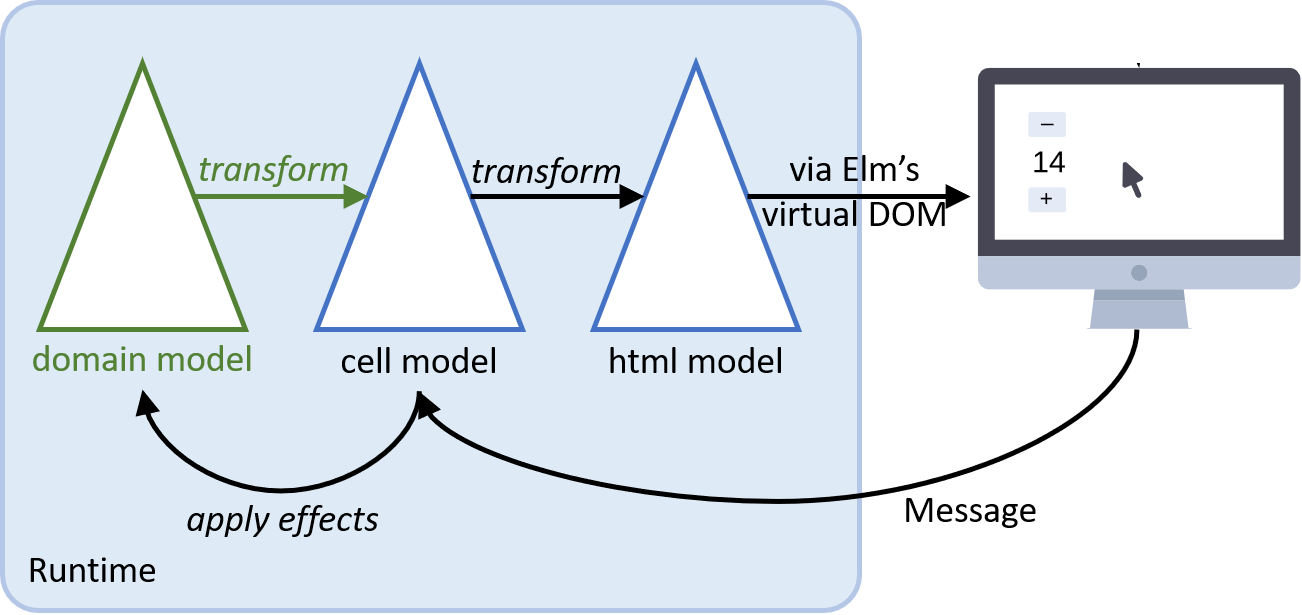 transform
transform
via Elm's
virtual DOM
–
14
+
domain model
cell model
html model
apply effects
Message
Runtime